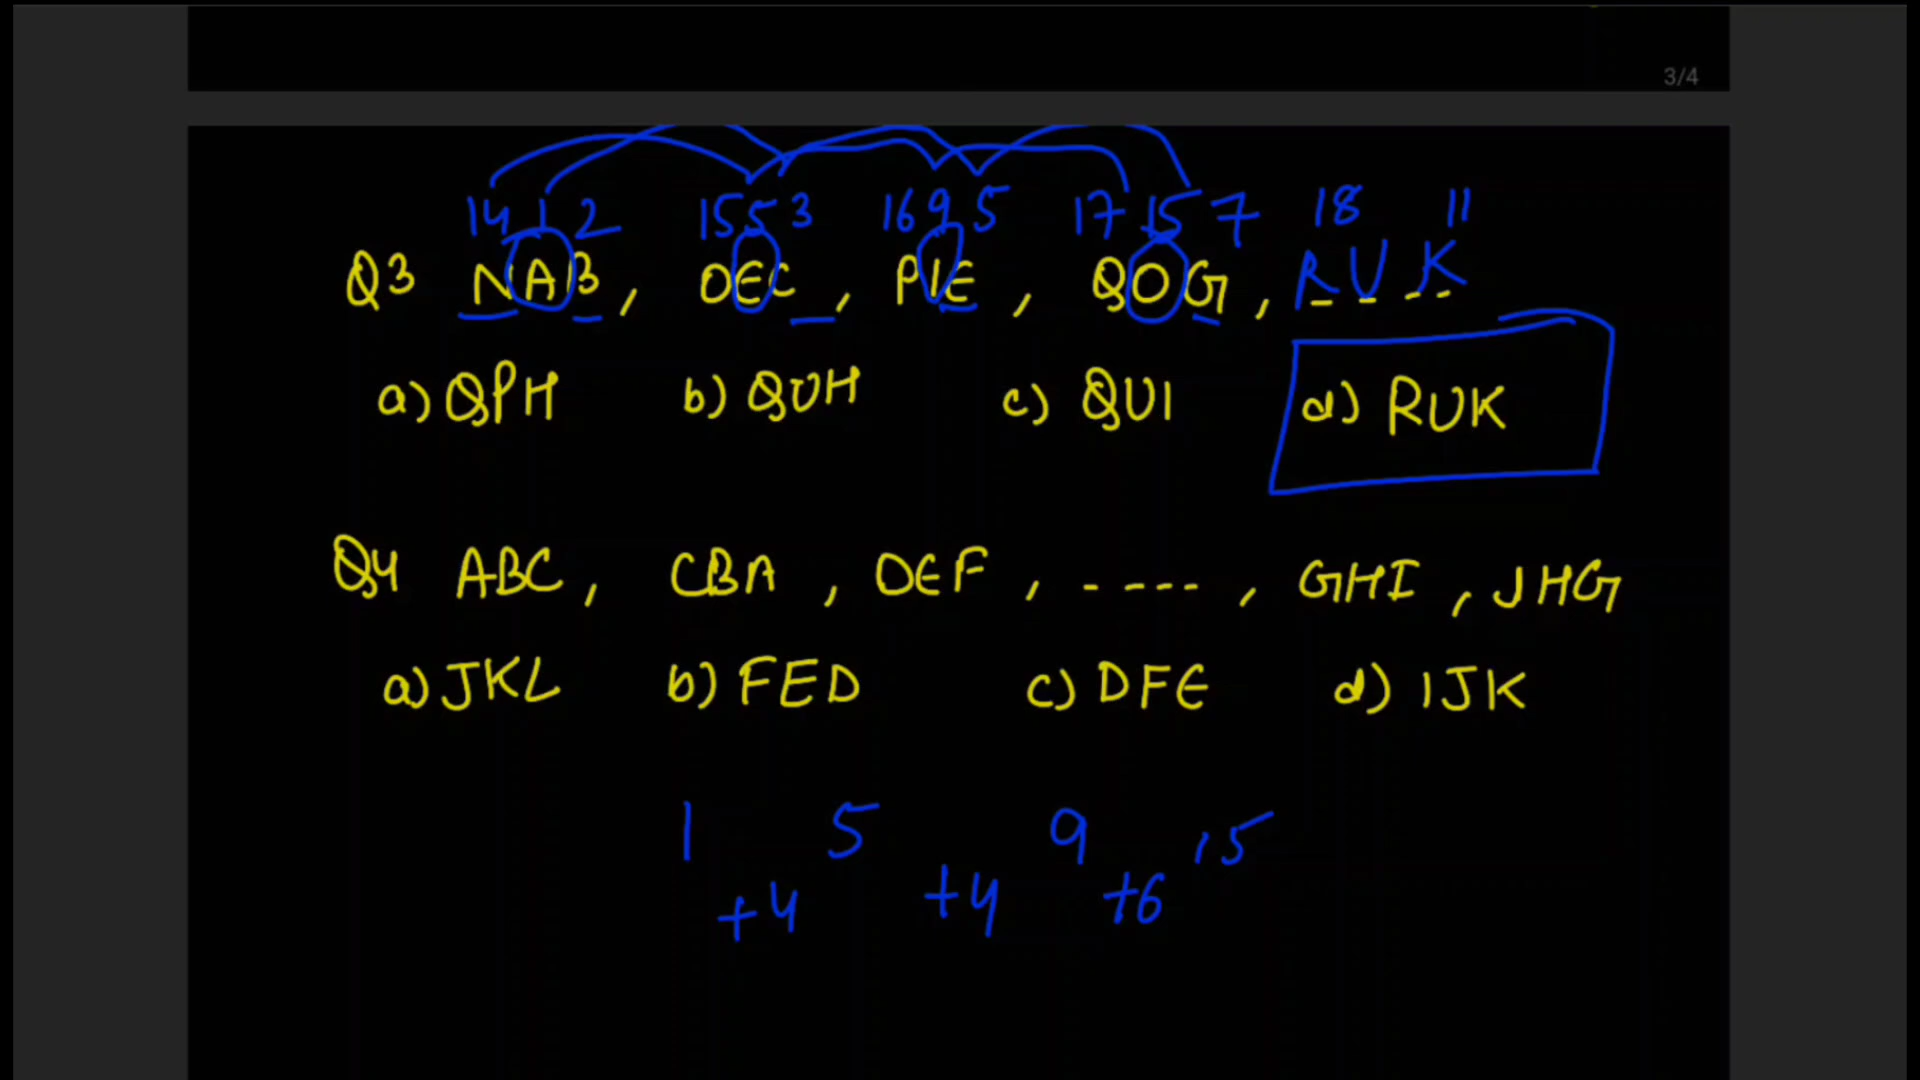 3/4
14 1 2 15 5 3 16 9 5 17 15 7 18 11
Q3 NAB, OEC, PIE, QOG, RUK
a) QPH b) QUH c) QUI d) RUK
Q4 ABC, CBA, DEF, ----, GHI, JHG
a) JKL b) FED c) DFE d) IJK
1 5 9 15
+4 +4 +6